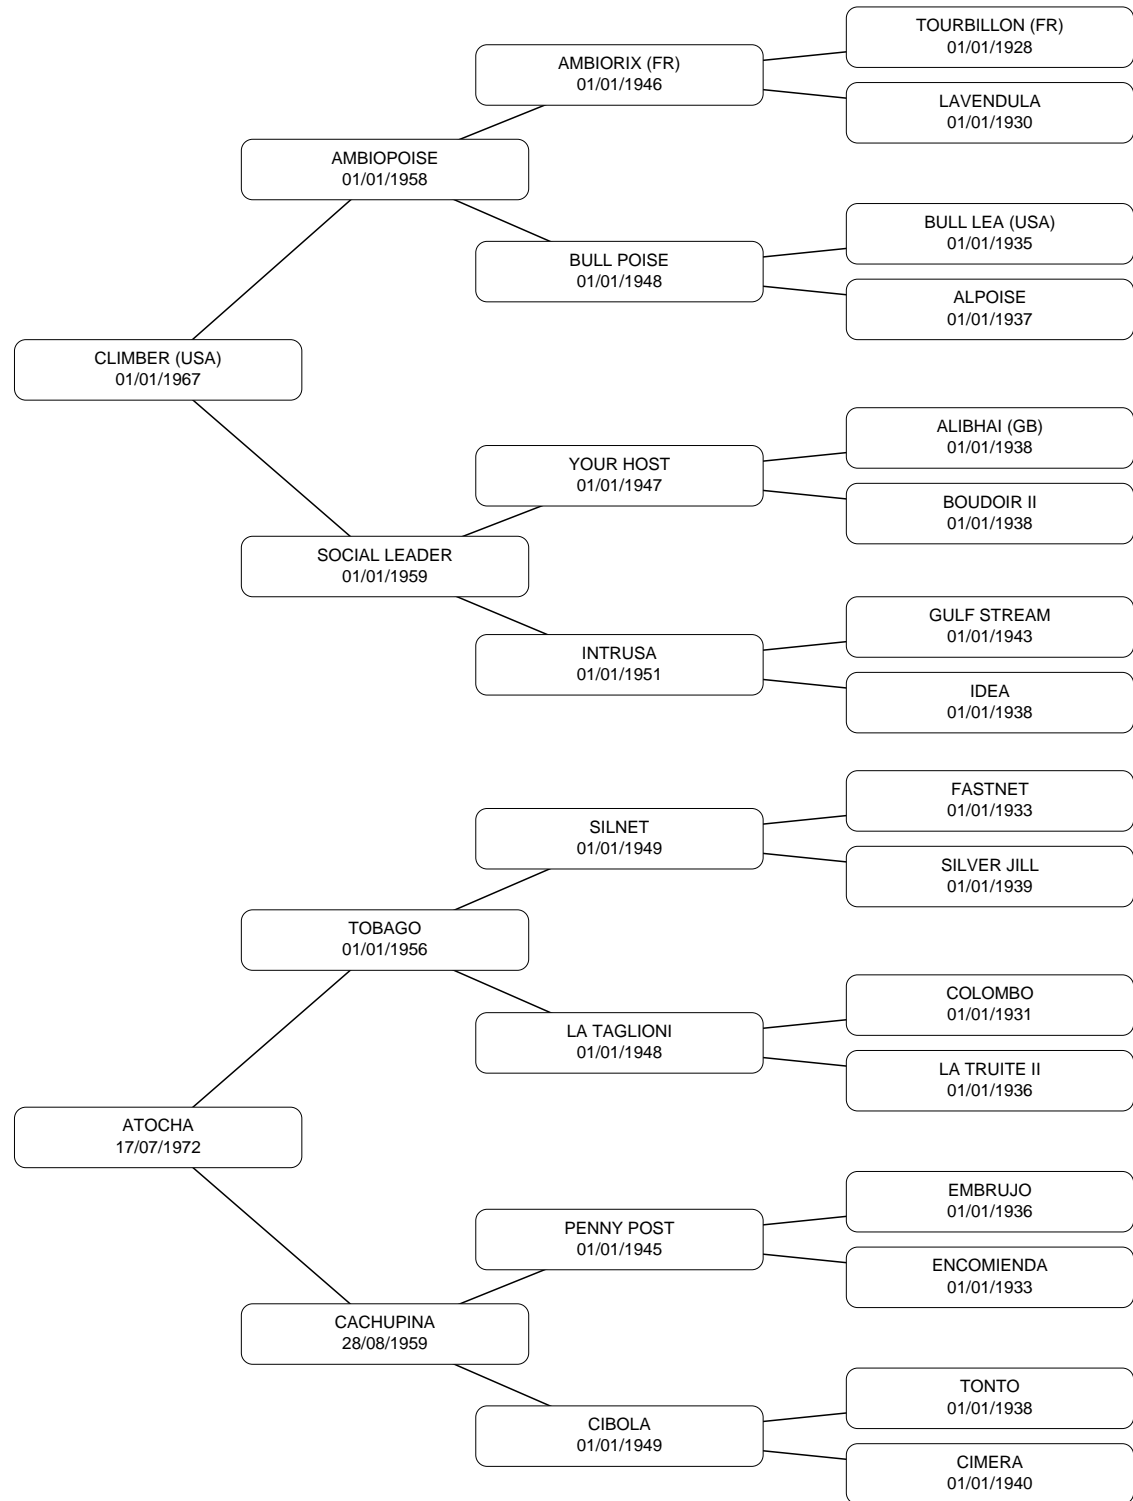 TOURBILLON (FR)
01/01/1928
AMBIORIX (FR)
01/01/1946
LAVENDULA
01/01/1930
AMBIOPOISE
01/01/1958
BULL LEA (USA)
01/01/1935
BULL POISE
01/01/1948
ALPOISE
01/01/1937
CLIMBER (USA)
01/01/1967
ALIBHAI (GB)
01/01/1938
YOUR HOST
01/01/1947
BOUDOIR II
01/01/1938
SOCIAL LEADER
01/01/1959
GULF STREAM
01/01/1943
INTRUSA
01/01/1951
IDEA
01/01/1938
FASTNET
01/01/1933
SILNET
01/01/1949
SILVER JILL
01/01/1939
TOBAGO
01/01/1956
COLOMBO
01/01/1931
LA TAGLIONI
01/01/1948
LA TRUITE II
01/01/1936
ATOCHA
17/07/1972
EMBRUJO
01/01/1936
PENNY POST
01/01/1945
ENCOMIENDA
01/01/1933
CACHUPINA
28/08/1959
TONTO
01/01/1938
CIBOLA
01/01/1949
CIMERA
01/01/1940